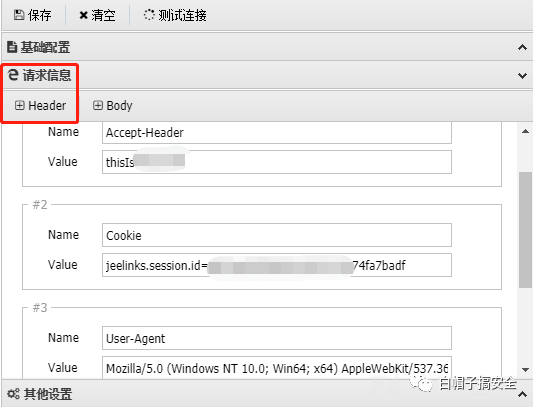 保存 清空 测试连接
基础配置
请求信息
Header Body
Name Accept-Header
Value thisIs
#2
Name Cookie
Value jeelinks.session.id= 74fa7badf
#3
Name User-Agent
Value Mozilla/5.0 (Windows NT 10.0; Win64; x64) AppleWebKit/537.36
其他设置
白帽子搞安全